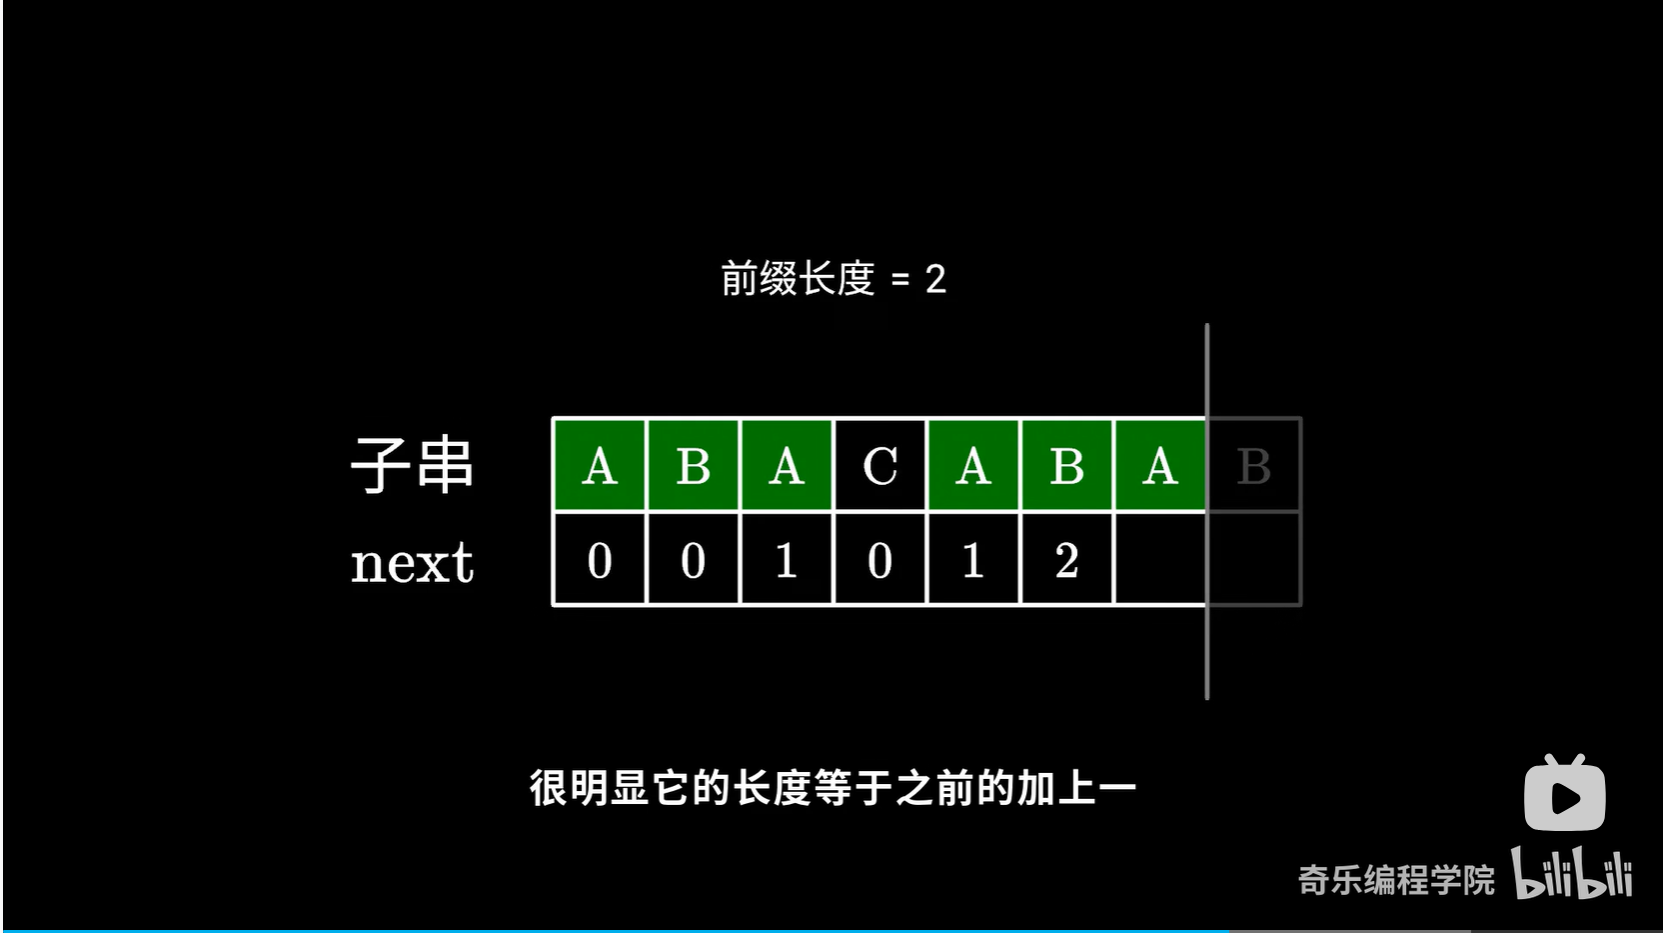 前缀长度 = 2
子串 A B A C A B A B
next 0 0 1 0 1 2
很明显它的长度等于之前的加上一
奇乐编程学院 bilibili